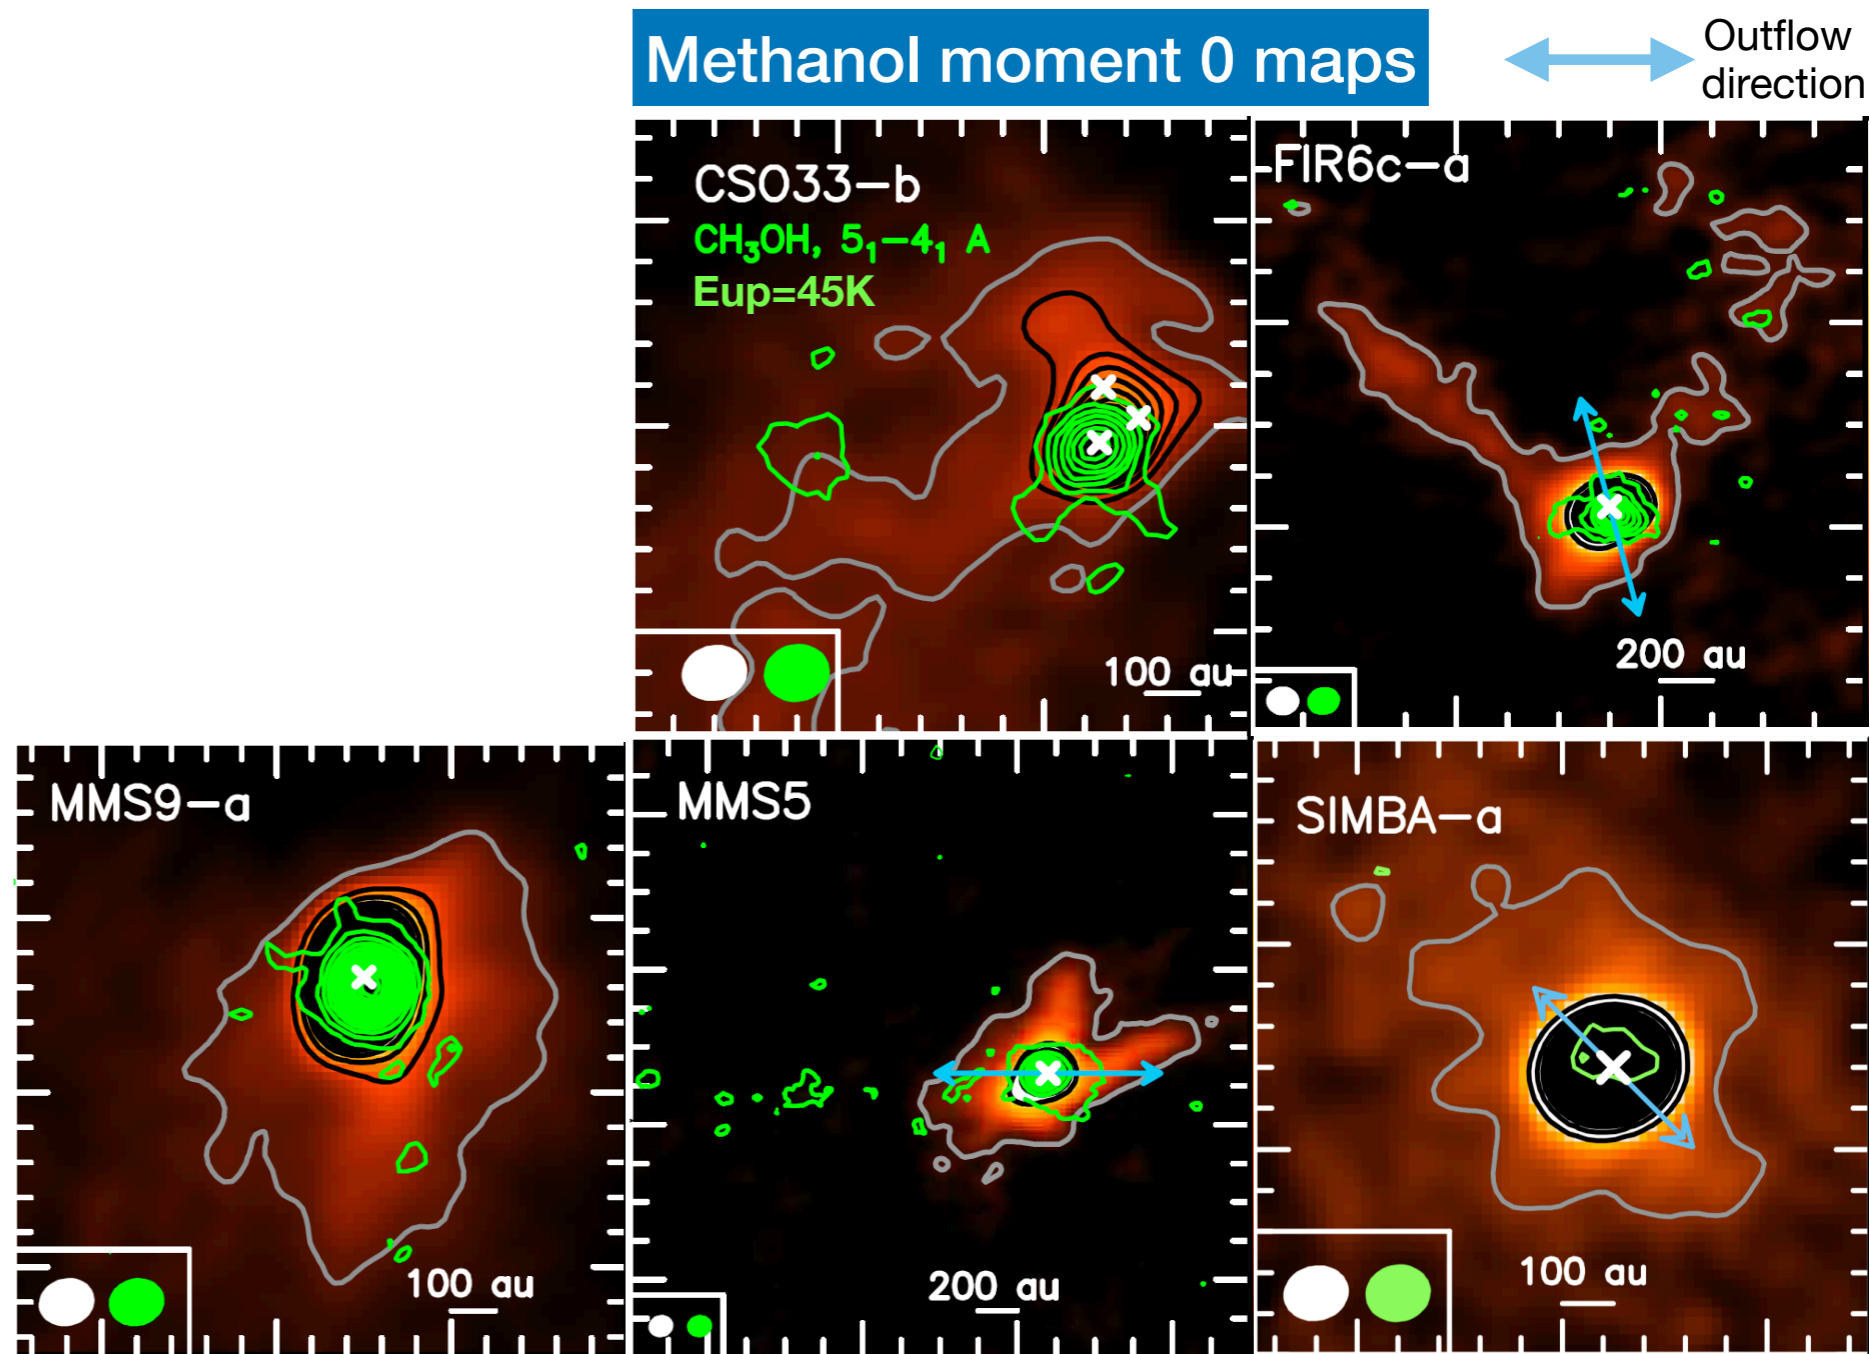 Methanol moment 0 maps
Outflow
direction
CSO33-b
CH₃OH, 5₁-4₁ A
Eup=45K
100 au
FIR6c-a
200 au
MMS9-a
100 au
MMS5
200 au
SIMBA-a
100 au